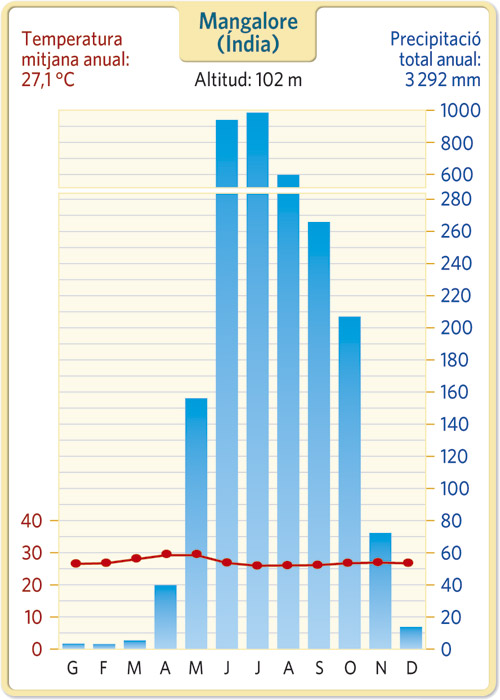 Mangalore
(Índia)
Temperatura
mitjana anual:
27,1 °C
Altitud: 102 m
Precipitació
total anual:
3 292 mm
1000
800
600
280
260
240
220
200
180
160
140
120
100
40 80
30 60
20 40
10 20
0 0
G F M A M J J A S O N D